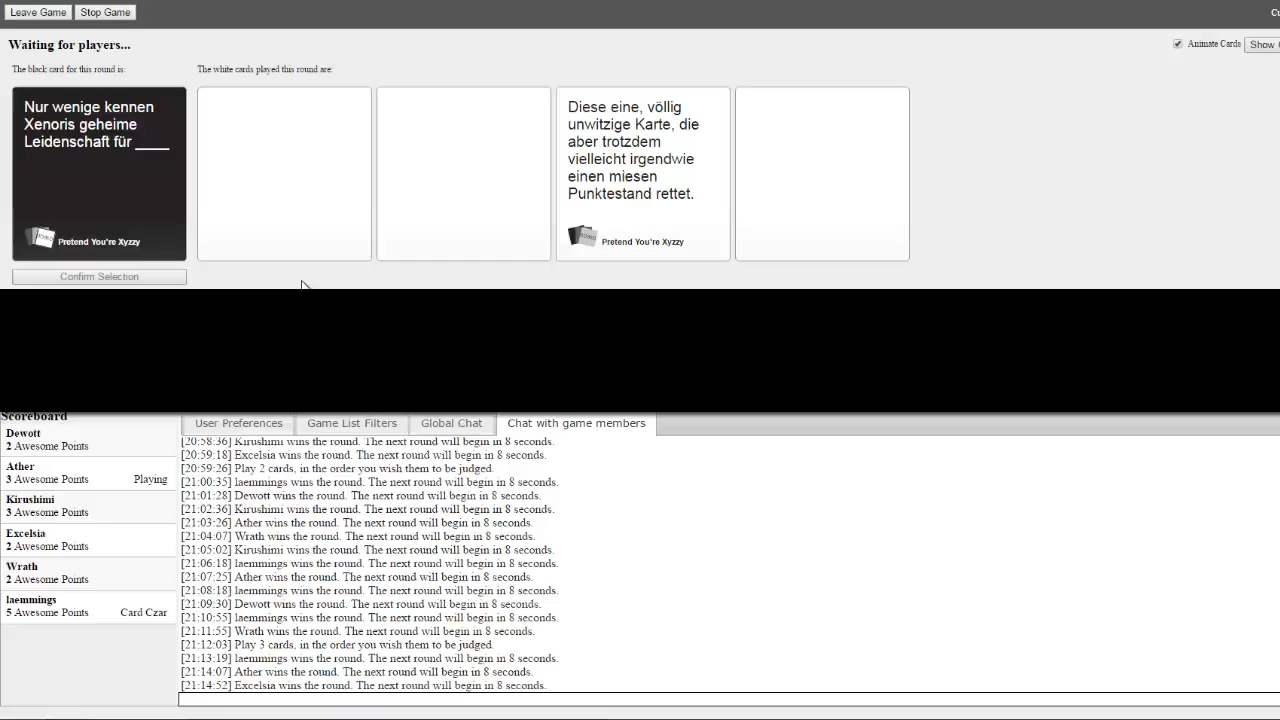 Leave Game Stop Game
Waiting for players...
Animate Cards Show
The black card for this round is:
The white cards played this round are:
Nur wenige kennen
Xenoris geheime
Leidenschaft für ____
Pretend You're Xyzzy
Diese eine, völlig
unwitzige Karte, die
aber trotzdem
vielleicht irgendwie
einen miesen
Punktestand rettet.
Pretend You're Xyzzy
Confirm Selection
Scoreboard
Dewott
2 Awesome Points
Ather
3 Awesome Points Playing
Kirushimi
3 Awesome Points
Excelsia
2 Awesome Points
Wrath
2 Awesome Points
laemmings
5 Awesome Points Card Czar
User Preferences Game List Filters Global Chat Chat with game members
[20:58:36] Kirushimi wins the round. The next round will begin in 8 seconds.
[20:59:18] Excelsia wins the round. The next round will begin in 8 seconds.
[20:59:26] Play 2 cards, in the order you wish them to be judged.
[21:00:35] laemmings wins the round. The next round will begin in 8 seconds.
[21:01:28] Dewott wins the round. The next round will begin in 8 seconds.
[21:02:36] Kirushimi wins the round. The next round will begin in 8 seconds.
[21:03:26] Ather wins the round. The next round will begin in 8 seconds.
[21:04:07] Wrath wins the round. The next round will begin in 8 seconds.
[21:05:02] Kirushimi wins the round. The next round will begin in 8 seconds.
[21:06:18] laemmings wins the round. The next round will begin in 8 seconds.
[21:07:25] Ather wins the round. The next round will begin in 8 seconds.
[21:08:18] laemmings wins the round. The next round will begin in 8 seconds.
[21:09:30] Dewott wins the round. The next round will begin in 8 seconds.
[21:10:55] laemmings wins the round. The next round will begin in 8 seconds.
[21:11:55] Wrath wins the round. The next round will begin in 8 seconds.
[21:12:03] Play 3 cards, in the order you wish them to be judged.
[21:13:19] laemmings wins the round. The next round will begin in 8 seconds.
[21:14:07] Ather wins the round. The next round will begin in 8 seconds.
[21:14:52] Excelsia wins the round. The next round will begin in 8 seconds.